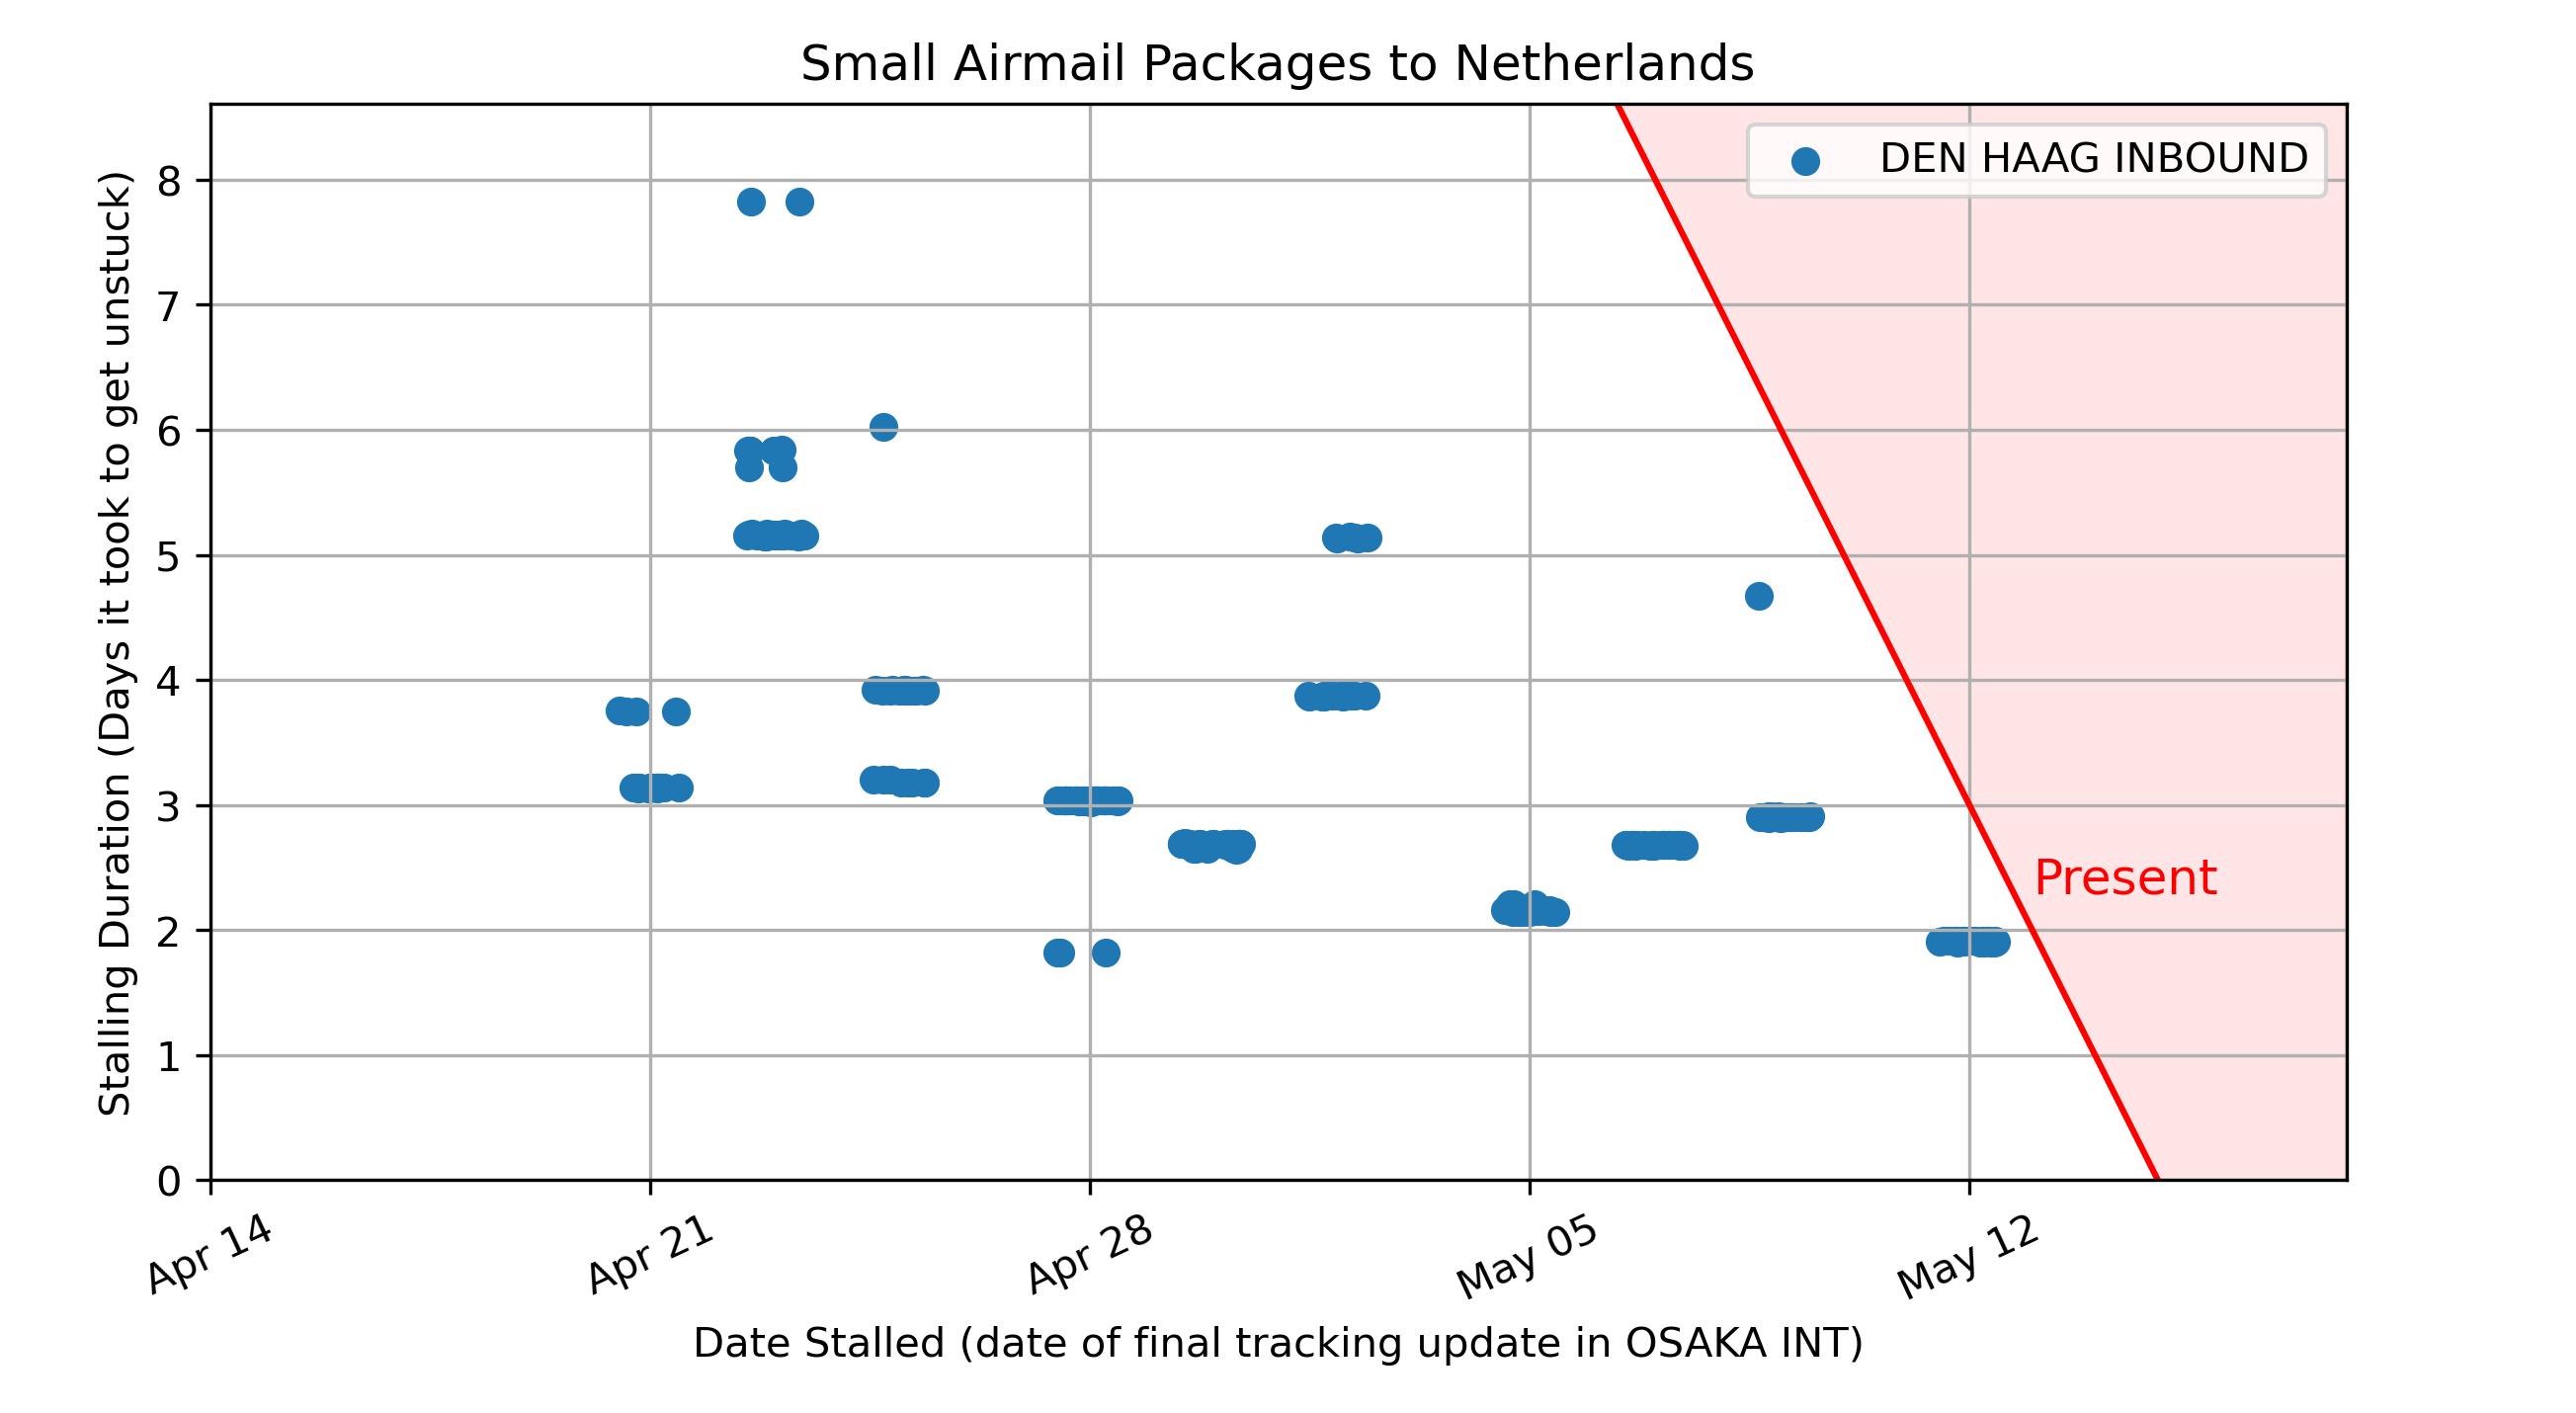 Small Airmail Packages to Netherlands
DEN HAAG INBOUND
Stalling Duration (Days it took to get unstuck)
8
7
6
5
4
3
2
1
0
Present
Apr 14
Apr 21
Apr 28
May 05
May 12
Date Stalled (date of final tracking update in OSAKA INT)